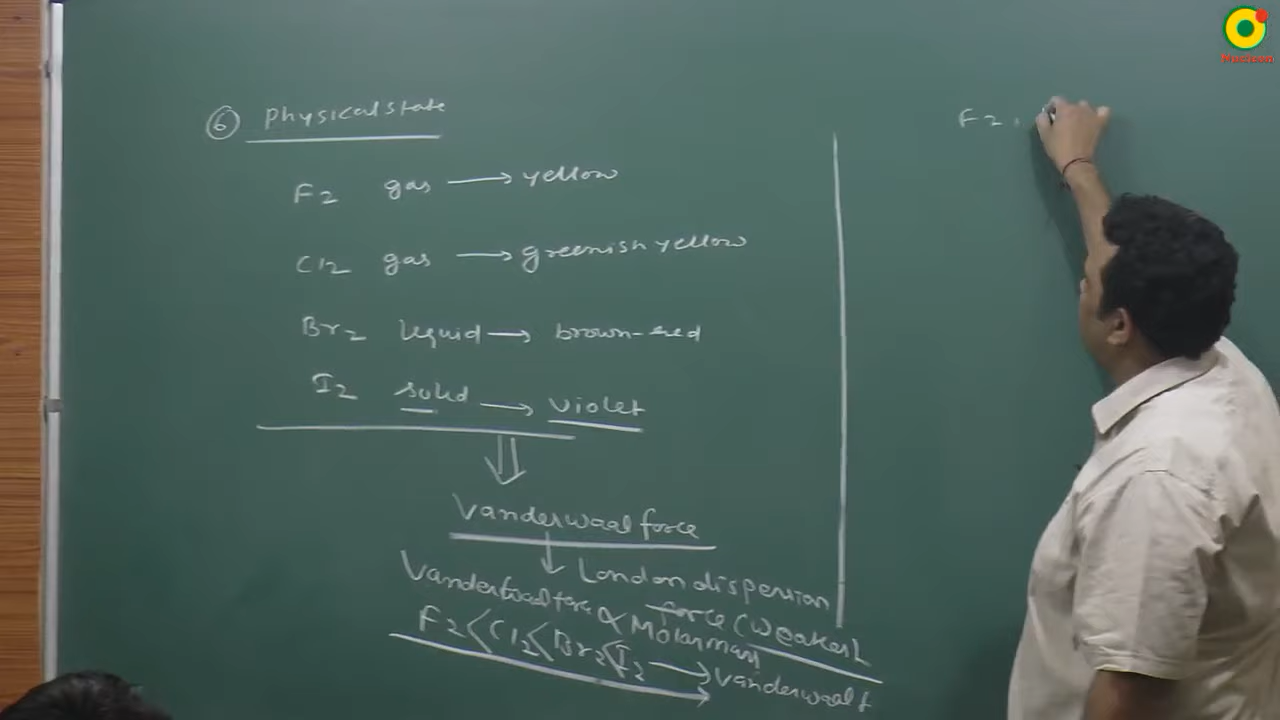 6 Physical state
F2 gas → yellow
Cl2 gas → greenish yellow
Br2 liquid → brown-red
I2 solid → violet
Vanderwaal force
↓ London dispersion
force (weaker)
Vanderwaal force ∝ Molar mass
F2 < Cl2 < Br2 < I2 → vanderwaal f
F2,